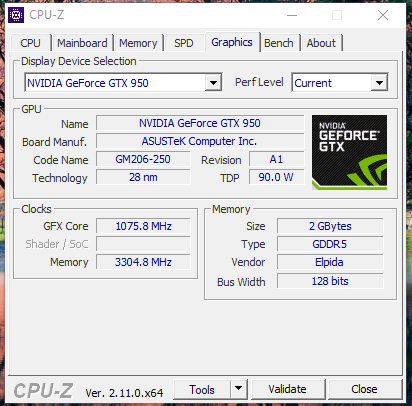 CPU-Z
CPU Mainboard Memory SPD Graphics Bench About
Display Device Selection
NVIDIA GeForce GTX 950 Perf Level Current
GPU
Name NVIDIA GeForce GTX 950
Board Manuf. ASUSTeK Computer Inc.
Code Name GM206-250 Revision A1
Technology 28 nm TDP 90.0 W
NVIDIA
GEFORCE
GTX
Clocks
GFX Core 1075.8 MHz
Shader / SoC
Memory 3304.8 MHz
Memory
Size 2 GBytes
Type GDDR5
Vendor Elpida
Bus Width 128 bits
CPU-Z Ver. 2.11.0.x64 Tools Validate Close